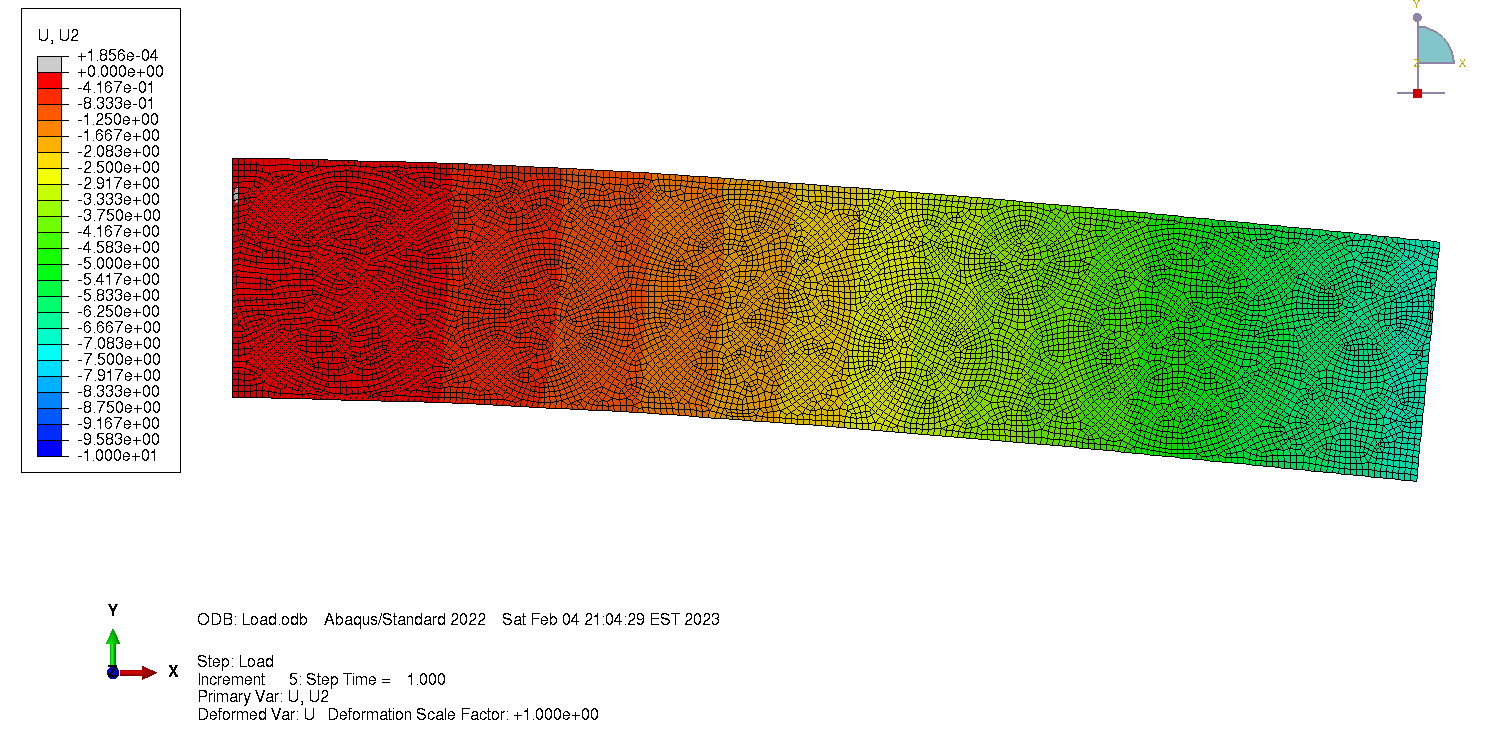 U, U2
+1.856e-04
+0.000e+00
-4.167e-01
-8.333e-01
-1.250e+00
-1.667e+00
-2.083e+00
-2.500e+00
-2.917e+00
-3.333e+00
-3.750e+00
-4.167e+00
-4.583e+00
-5.000e+00
-5.417e+00
-5.833e+00
-6.250e+00
-6.667e+00
-7.083e+00
-7.500e+00
-7.917e+00
-8.333e+00
-8.750e+00
-9.167e+00
-9.583e+00
-1.000e+01
Y
Z X
Y
Z X
ODB: Load.odb Abaqus/Standard 2022 Sat Feb 04 21:04:29 EST 2023
Step: Load
Increment 5: Step Time = 1.000
Primary Var: U, U2
Deformed Var: U Deformation Scale Factor: +1.000e+00